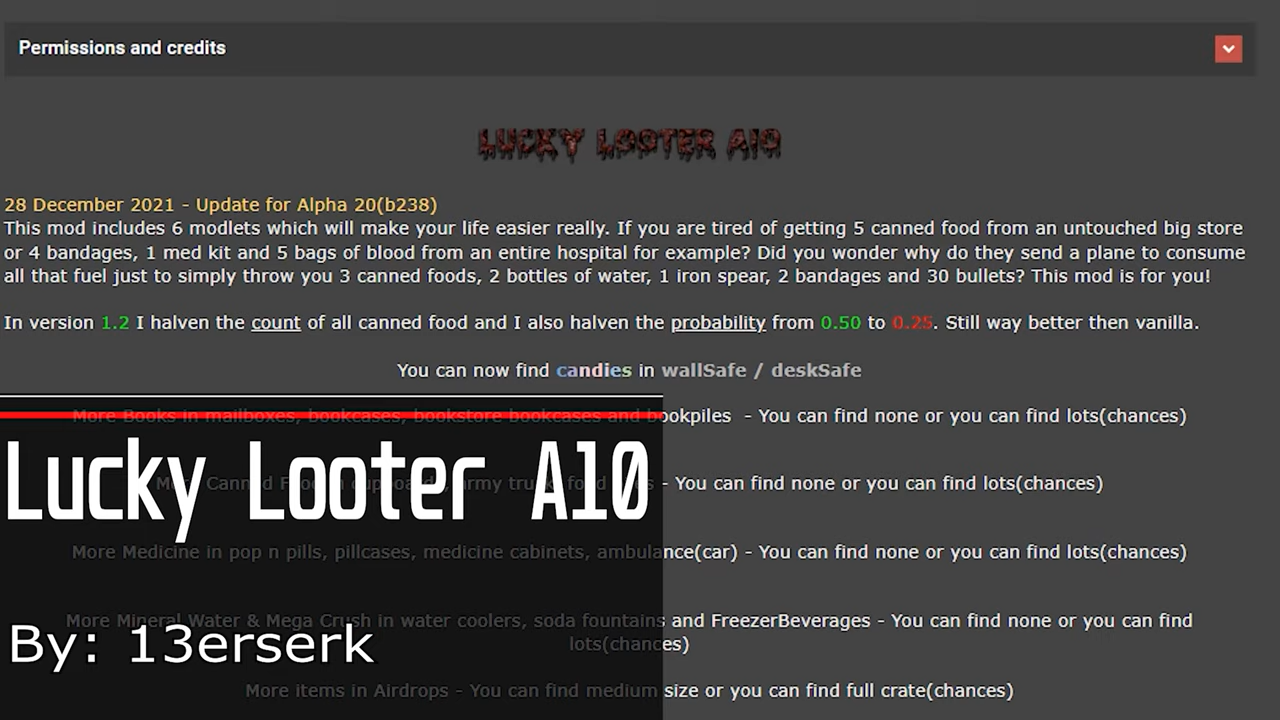 Permissions and credits
LUCKY LOOTER AIO
28 December 2021 - Update for Alpha 20(b238)
This mod includes 6 modlets which will make your life easier really. If you are tired of getting 5 canned food from an untouched big store
or 4 bandages, 1 med kit and 5 bags of blood from an entire hospital for example? Did you wonder why do they send a plane to consume
all that fuel just to simply throw you 3 canned foods, 2 bottles of water, 1 iron spear, 2 bandages and 30 bullets? This mod is for you!
In version 1.2 I halven the count of all canned food and I also halven the probability from 0.50 to 0.25. Still way better then vanilla.
You can now find candies in wallSafe / deskSafe
More Books in mailboxes, bookcases, bookstore bookcases and bookpiles - You can find none or you can find lots(chances)
More Canned Food in cupboards, army truck, food - You can find none or you can find lots(chances)
Lucky Looter A10
More Medicine in pop n pills, pillcases, medicine cabinets, ambulance(car) - You can find none or you can find lots(chances)
More Mineral Water & Mega Crush in water coolers, soda fountains and FreezerBeverages - You can find none or you can find
lots(chances)
By: 13erserk
More items in Airdrops - You can find medium size or you can find full crate(chances)